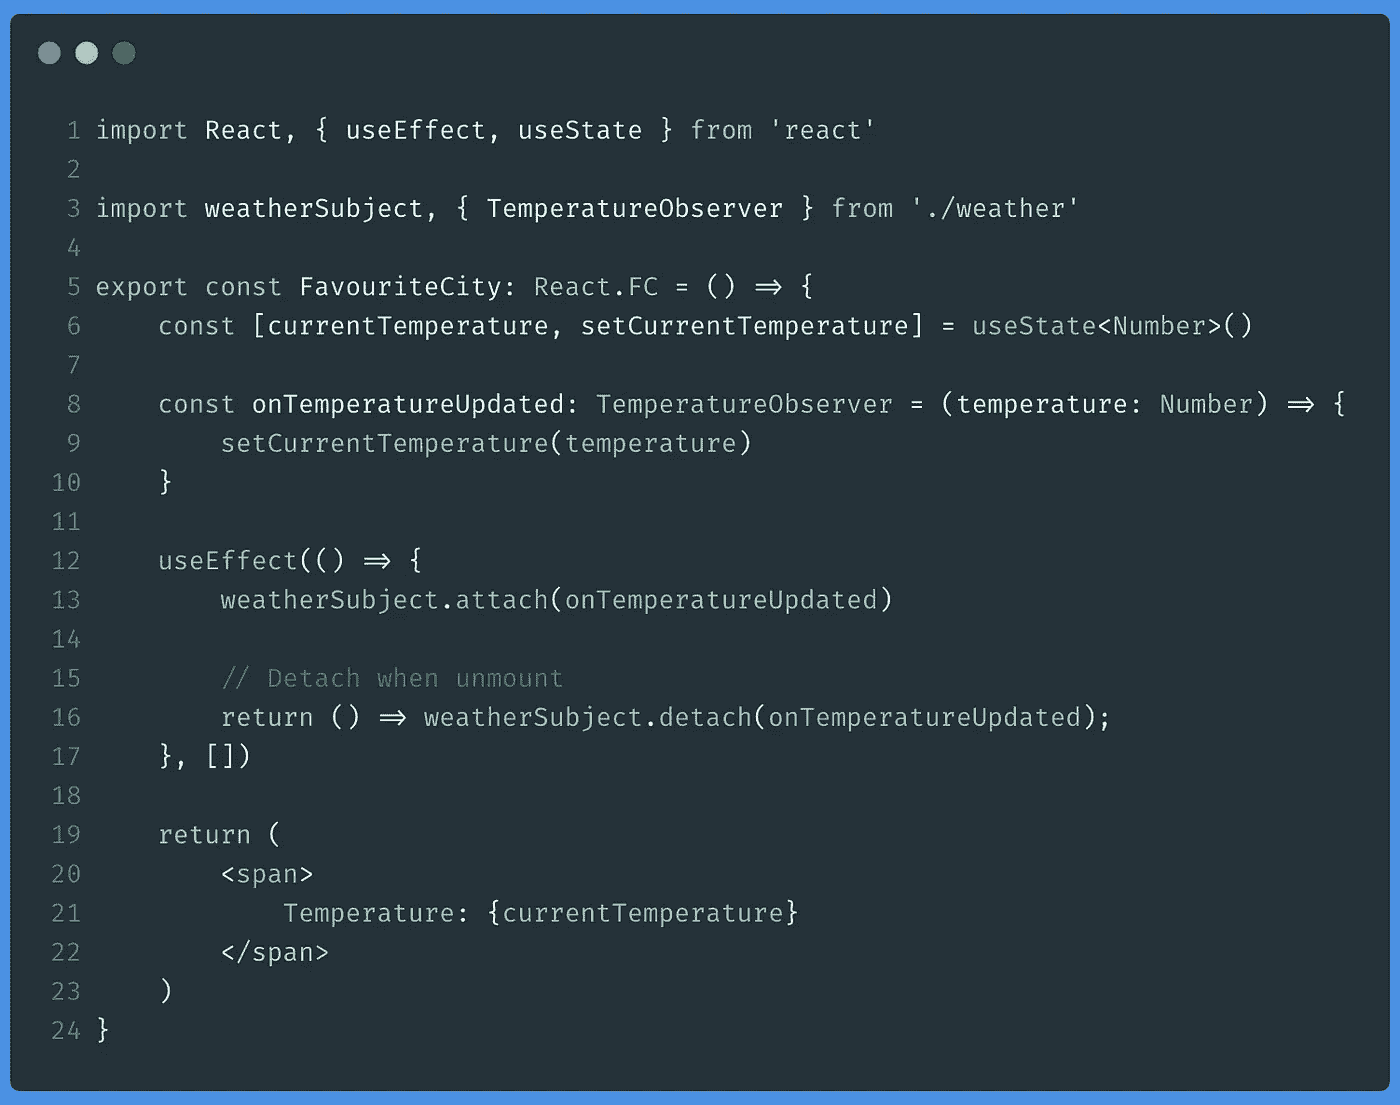 1 import React, { useEffect, useState } from 'react'
2
3 import weatherSubject, { TemperatureObserver } from './weather'
4
5 export const FavouriteCity: React.FC = () => {
6     const [currentTemperature, setCurrentTemperature] = useState<Number>()
7
8     const onTemperatureUpdated: TemperatureObserver = (temperature: Number) => {
9         setCurrentTemperature(temperature)
10     }
11
12     useEffect(() => {
13         weatherSubject.attach(onTemperatureUpdated)
14
15         // Detach when unmount
16         return () => weatherSubject.detach(onTemperatureUpdated);
17     }, [])
18
19     return (
20         <span>
21             Temperature: {currentTemperature}
22         </span>
23     )
24 }